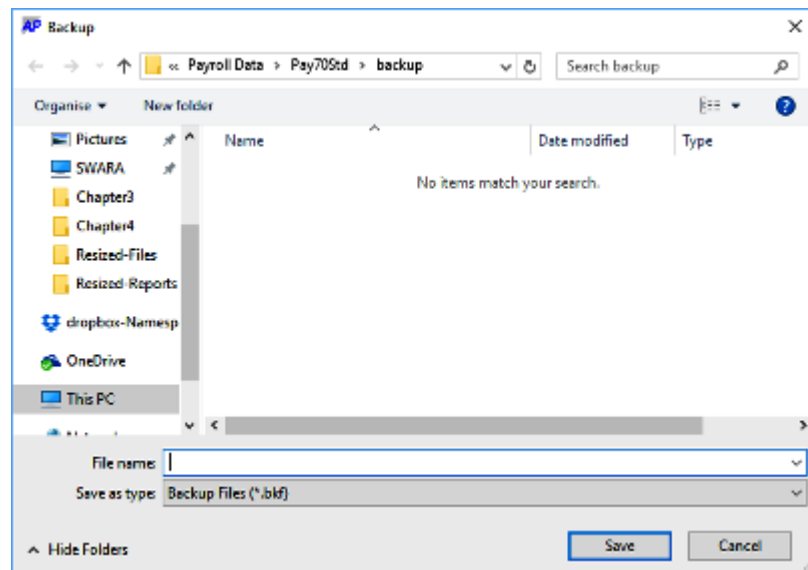 AP Backup
« Payroll Data > Pay70Std > backup
Search backup
Organise
New folder
Name
Date modified
Type
Pictures
SWARA
Chapter3
Chapter4
Resized-Files
Resized-Reports
dropbox-Namesp
OneDrive
This PC
No items match your search.
File name:
Save as type: Backup Files (*.bkf)
Hide Folders
Save
Cancel